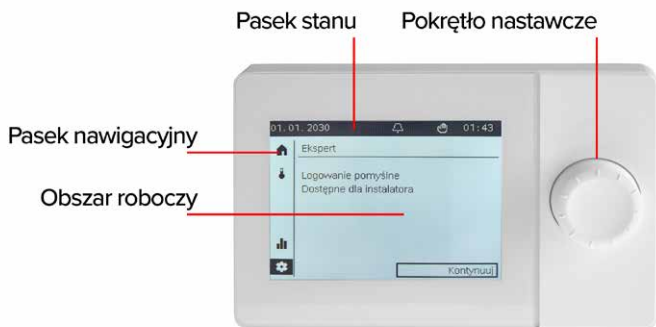 Pasek stanu
Pokrętło nastawcze
Pasek nawigacyjny
Obszar roboczy
01.01.2030 01:43
Ekspert
Logowanie pomyślne
Dostępne dla instalatora
Kontynuuj